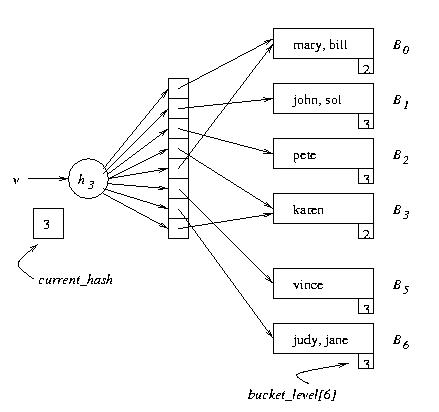 mary, bill
2
B0
john, sol
3
B1
pete
3
B2
v
h3
karen
2
B3
3
current_hash
vince
3
B5
judy, jane
3
B6
bucket_level[6]